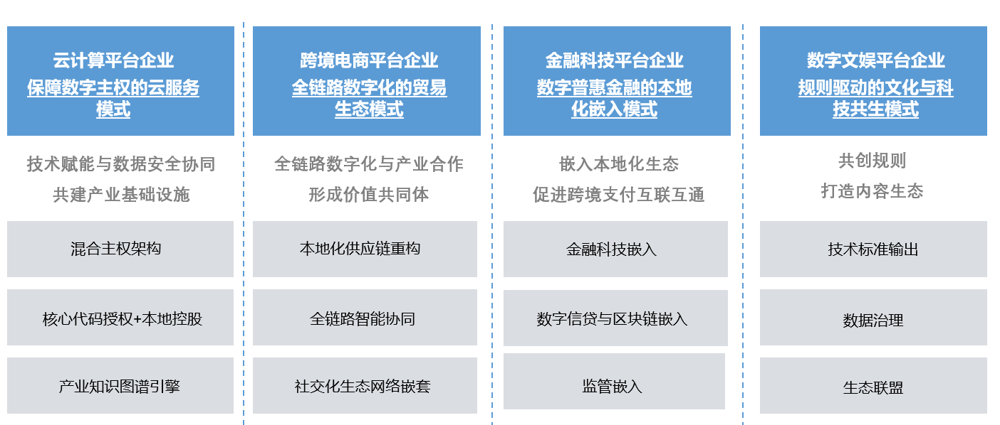 云计算平台企业
保障数字主权的云服务
模式
技术赋能与数据安全协同
共建产业基础设施
混合主权架构
核心代码授权+本地控股
产业知识图谱引擎
跨境电商平台企业
全链路数字化的贸易
生态模式
全链路数字化与产业合作
形成价值共同体
本地化供应链重构
全链路智能协同
社交化生态网络嵌套
金融科技平台企业
数字普惠金融的本地
化嵌入模式
嵌入本地化生态
促进跨境支付互联互通
金融科技嵌入
数字信贷与区块链嵌入
监管嵌入
数字文娱平台企业
规则驱动的文化与科
技共生模式
共创规则
打造内容生态
技术标准输出
数据治理
生态联盟